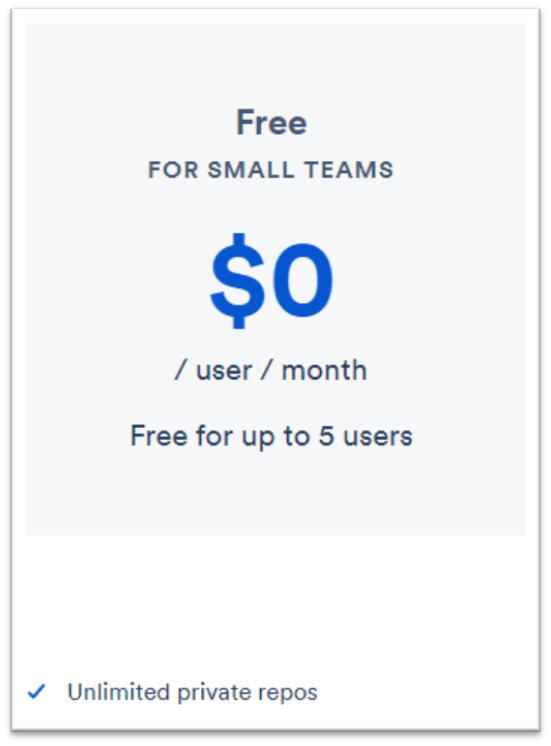 Free
FOR SMALL TEAMS
$0
/ user / month
Free for up to 5 users
Unlimited private repos